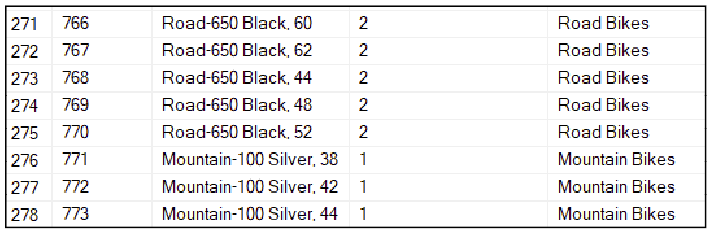 271 766 Road-650 Black, 60 2 Road Bikes
272 767 Road-650 Black, 62 2 Road Bikes
273 768 Road-650 Black, 44 2 Road Bikes
274 769 Road-650 Black, 48 2 Road Bikes
275 770 Road-650 Black, 52 2 Road Bikes
276 771 Mountain-100 Silver, 38 1 Mountain Bikes
277 772 Mountain-100 Silver, 42 1 Mountain Bikes
278 773 Mountain-100 Silver, 44 1 Mountain Bikes